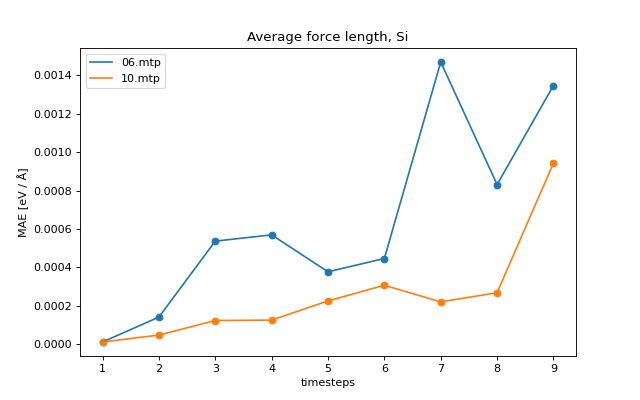 Average force length, Si
06.mtp
10.mtp
MAE [eV / Å]
0.0014
0.0012
0.0010
0.0008
0.0006
0.0004
0.0002
0.0000
1 2 3 4 5 6 7 8 9
timesteps